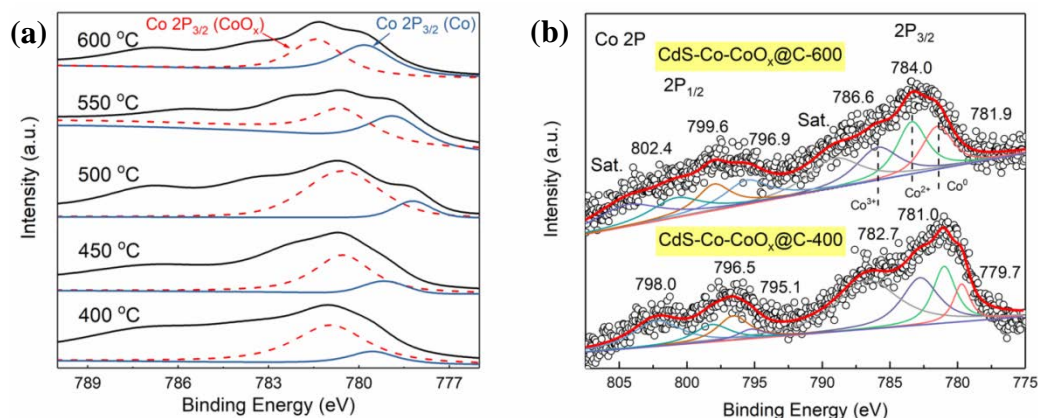 (a)
Co 2P3/2 (CoOx)
Co 2P3/2 (Co)
600 °C
550 °C
500 °C
450 °C
400 °C
Intensity (a.u.)
789
786
783
780
777
Binding Energy (eV)
(b)
Co 2P
CdS-Co-CoOx@C-600
2P3/2
2P1/2
784.0
786.6
781.9
Sat.
799.6
796.9
802.4
Sat.
Co3+
Co2+
Co0
CdS-Co-CoOx@C-400
781.0
782.7
779.7
796.5
798.0
795.1
Intensity (a.u.)
805
800
795
790
785
780
775
Binding Energy (eV)